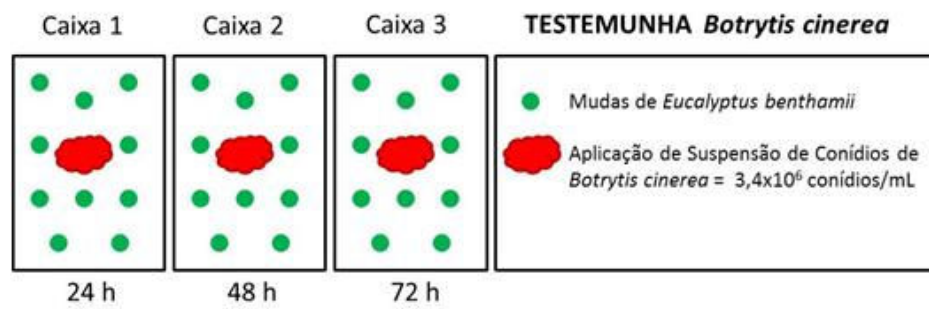 Caixa 1
Caixa 2
Caixa 3
TESTEMUNHA Botrytis cinerea
Mudas de Eucalyptus benthamii
Aplicação de Suspensão de Conídios de
Botrytis cinerea = 3,4x10⁶ conídios/mL
24 h
48 h
72 h